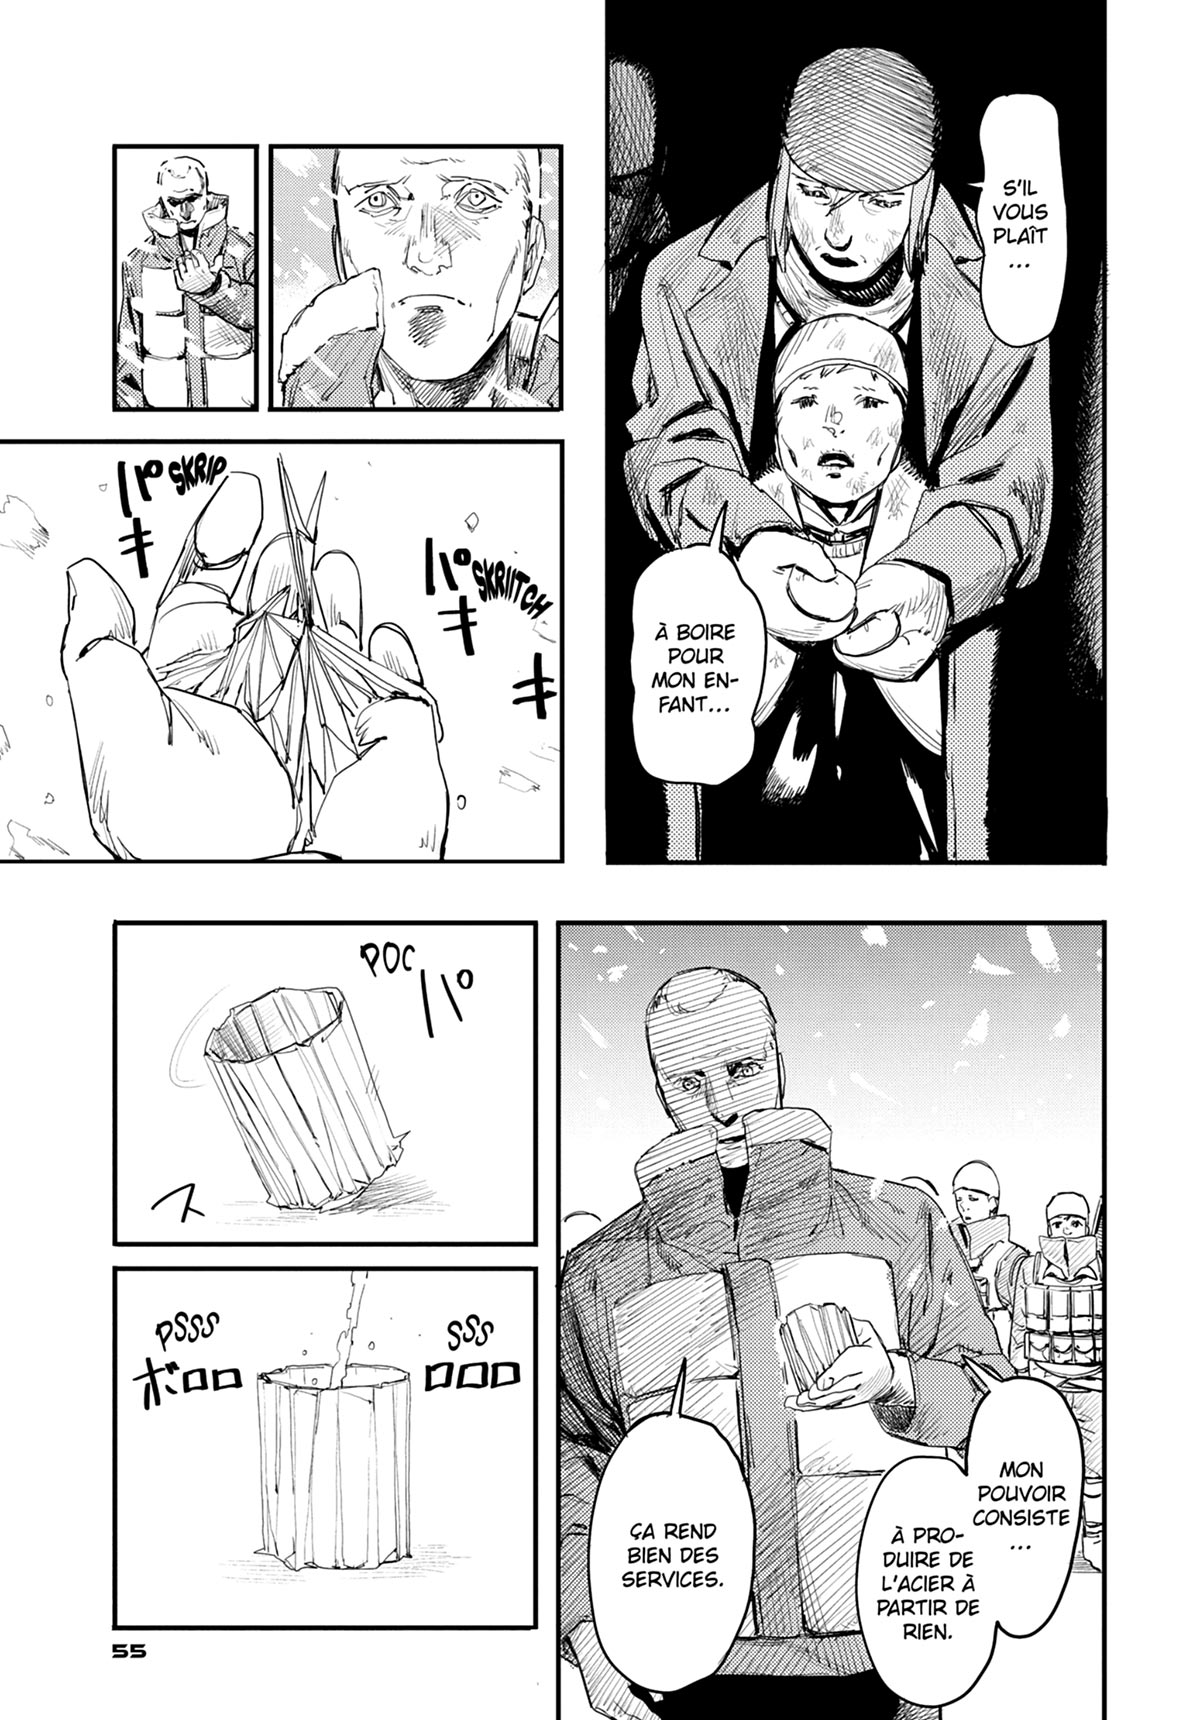 S'IL
VOUS
PLAÎT
...
À BOIRE
POUR
MON EN-
FANT...
パ
キ
SKRIP
パ
キ
SKRIITCH
キ
MON
POUVOIR
CONSISTE
...
À PRO-
DUIRE DE
L'ACIER À
PARTIR DE
RIEN.
ÇA REND
BIEN DES
SERVICES.
POC
パ
ス
SSS
ロロロ
PSSS
ボロロ
55